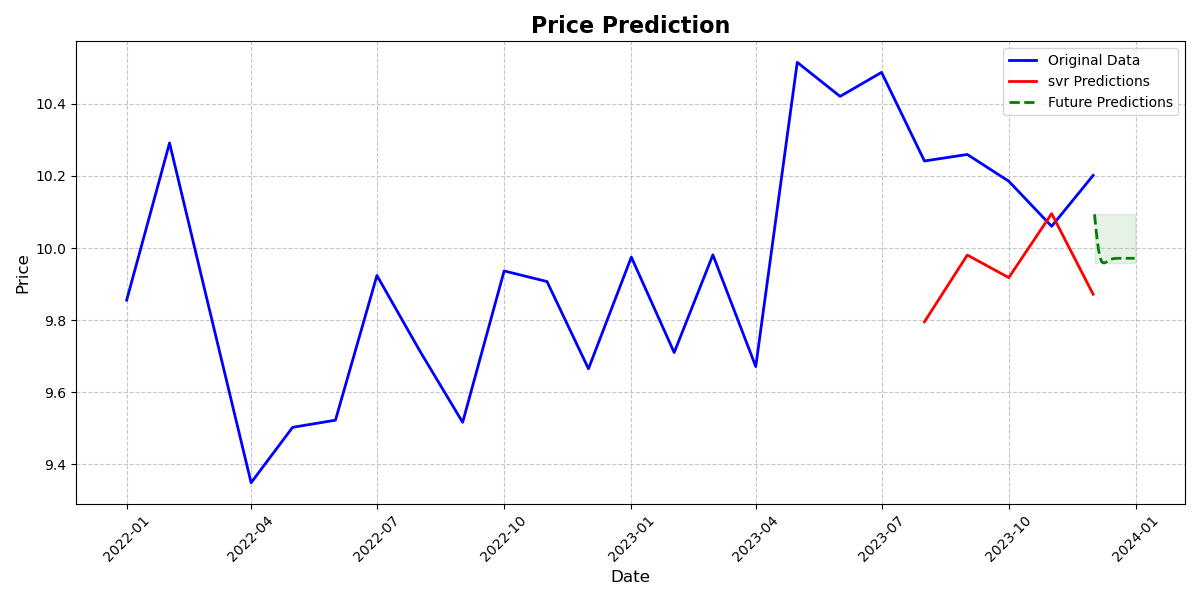 Price Prediction
Original Data
svr Predictions
Future Predictions
Price
10.4
10.2
10.0
9.8
9.6
9.4
2022-01
2022-04
2022-07
2022-10
2023-01
2023-04
2023-07
2023-10
2024-01
Date